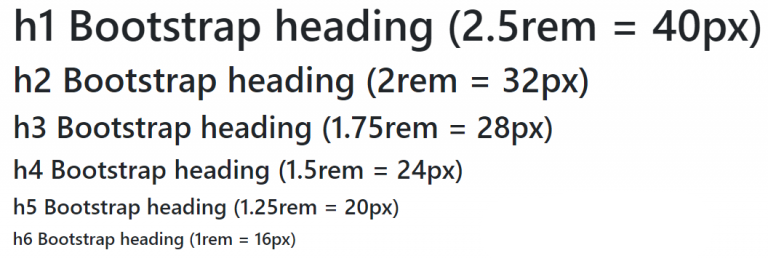 h1 Bootstrap heading (2.5rem = 40px)
h2 Bootstrap heading (2rem = 32px)
h3 Bootstrap heading (1.75rem = 28px)
h4 Bootstrap heading (1.5rem = 24px)
h5 Bootstrap heading (1.25rem = 20px)
h6 Bootstrap heading (1rem = 16px)